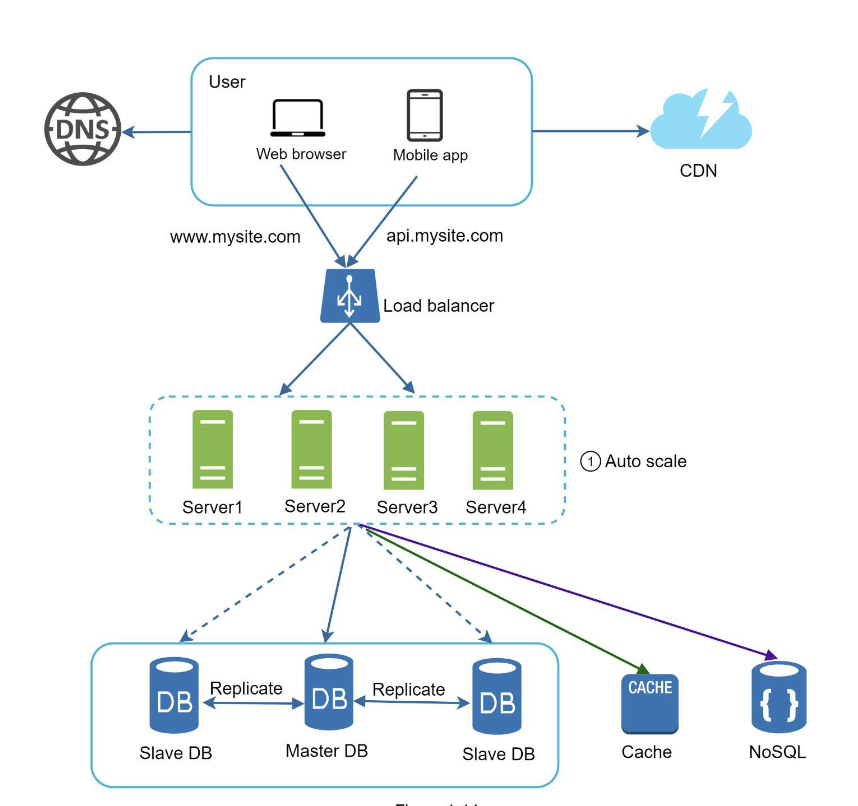 User
DNS
Web browser
Mobile app
CDN
www.mysite.com
api.mysite.com
Load balancer
1 Auto scale
Server1
Server2
Server3
Server4
Replicate
Replicate
DB
DB
DB
CACHE
{ }
Slave DB
Master DB
Slave DB
Cache
NoSQL